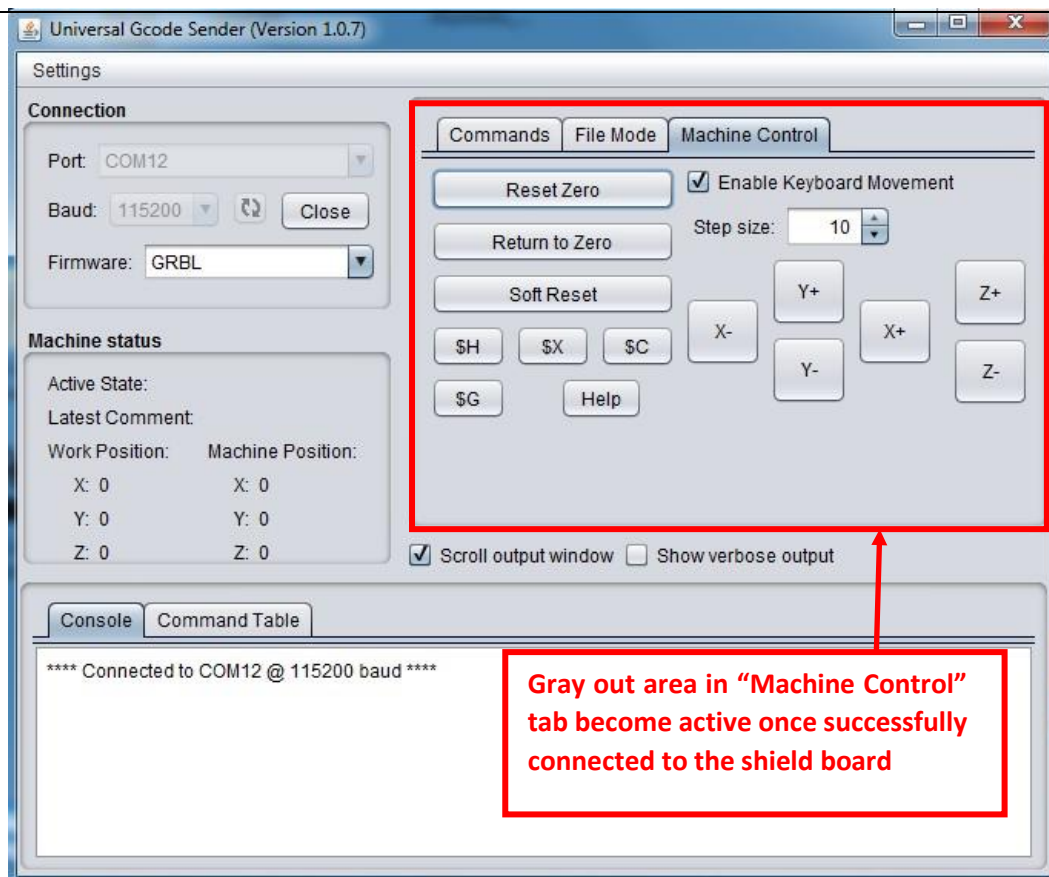 Universal Gcode Sender (Version 1.0.7)
Settings
Connection
Port: COM12
Baud: 115200 Close
Firmware: GRBL
Machine status
Active State:
Latest Comment:
Work Position: Machine Position:
X: 0 X: 0
Y: 0 Y: 0
Z: 0 Z: 0
Commands File Mode Machine Control
Reset Zero Enable Keyboard Movement
Return to Zero Step size: 10
Soft Reset Y+ Z+
$H $X $C X- X+
Y- Z-
$G Help
Scroll output window Show verbose output
Console Command Table
**** Connected to COM12 @ 115200 baud ****
Gray out area in “Machine Control”
tab become active once successfully
connected to the shield board